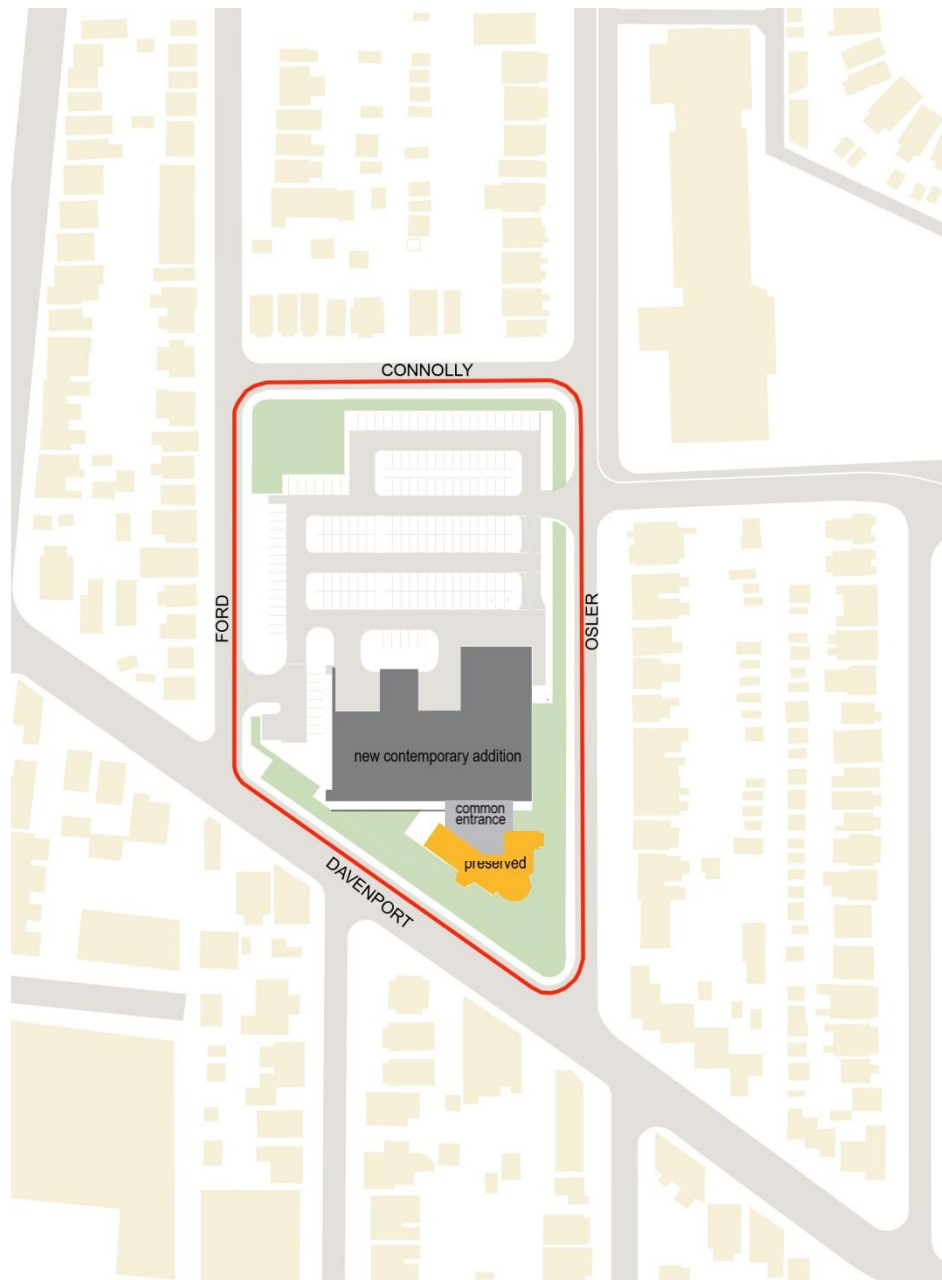 CONNOLLY
FORD
OSLER
new contemporary addition
common
entrance
preserved
DAVENPORT